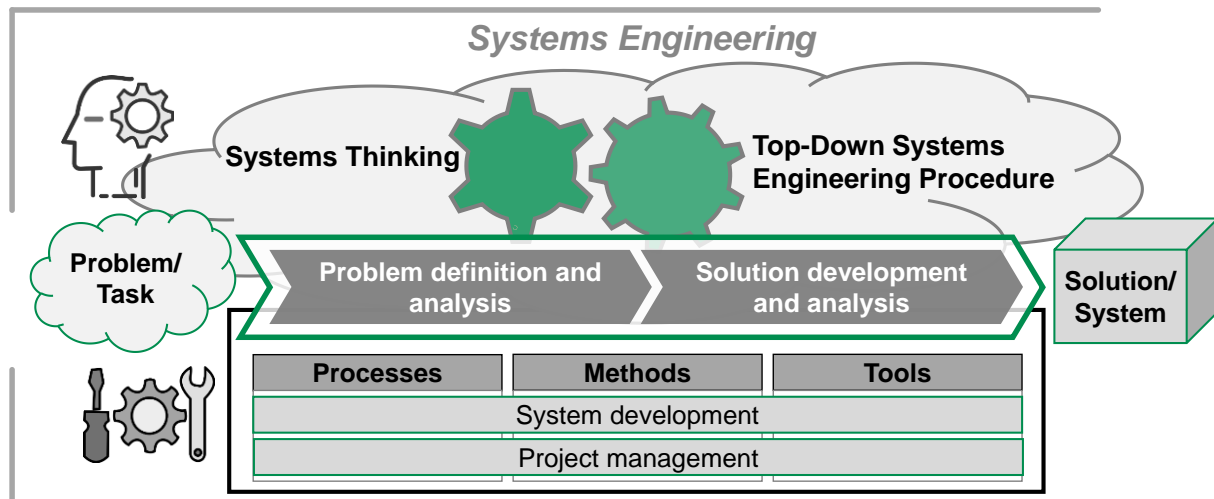 Systems Engineering
Systems Thinking
Top-Down Systems
Engineering Procedure
Problem/
Task
Problem definition and
analysis
Solution development
and analysis
Solution/
System
Processes
Methods
Tools
System development
Project management